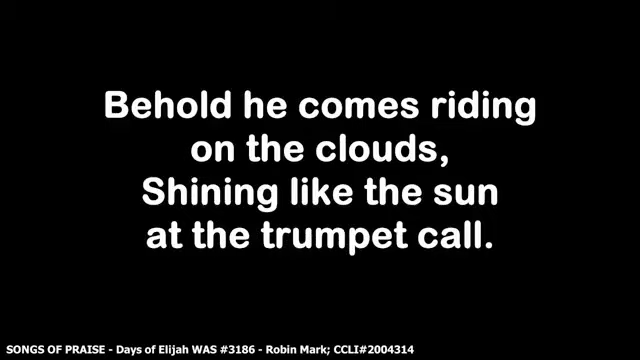 Behold he comes riding
on the clouds,
Shining like the sun
at the trumpet call.
SONGS OF PRAISE - Days of Elijah WAS #3186 - Robin Mark; CCLI#2004314